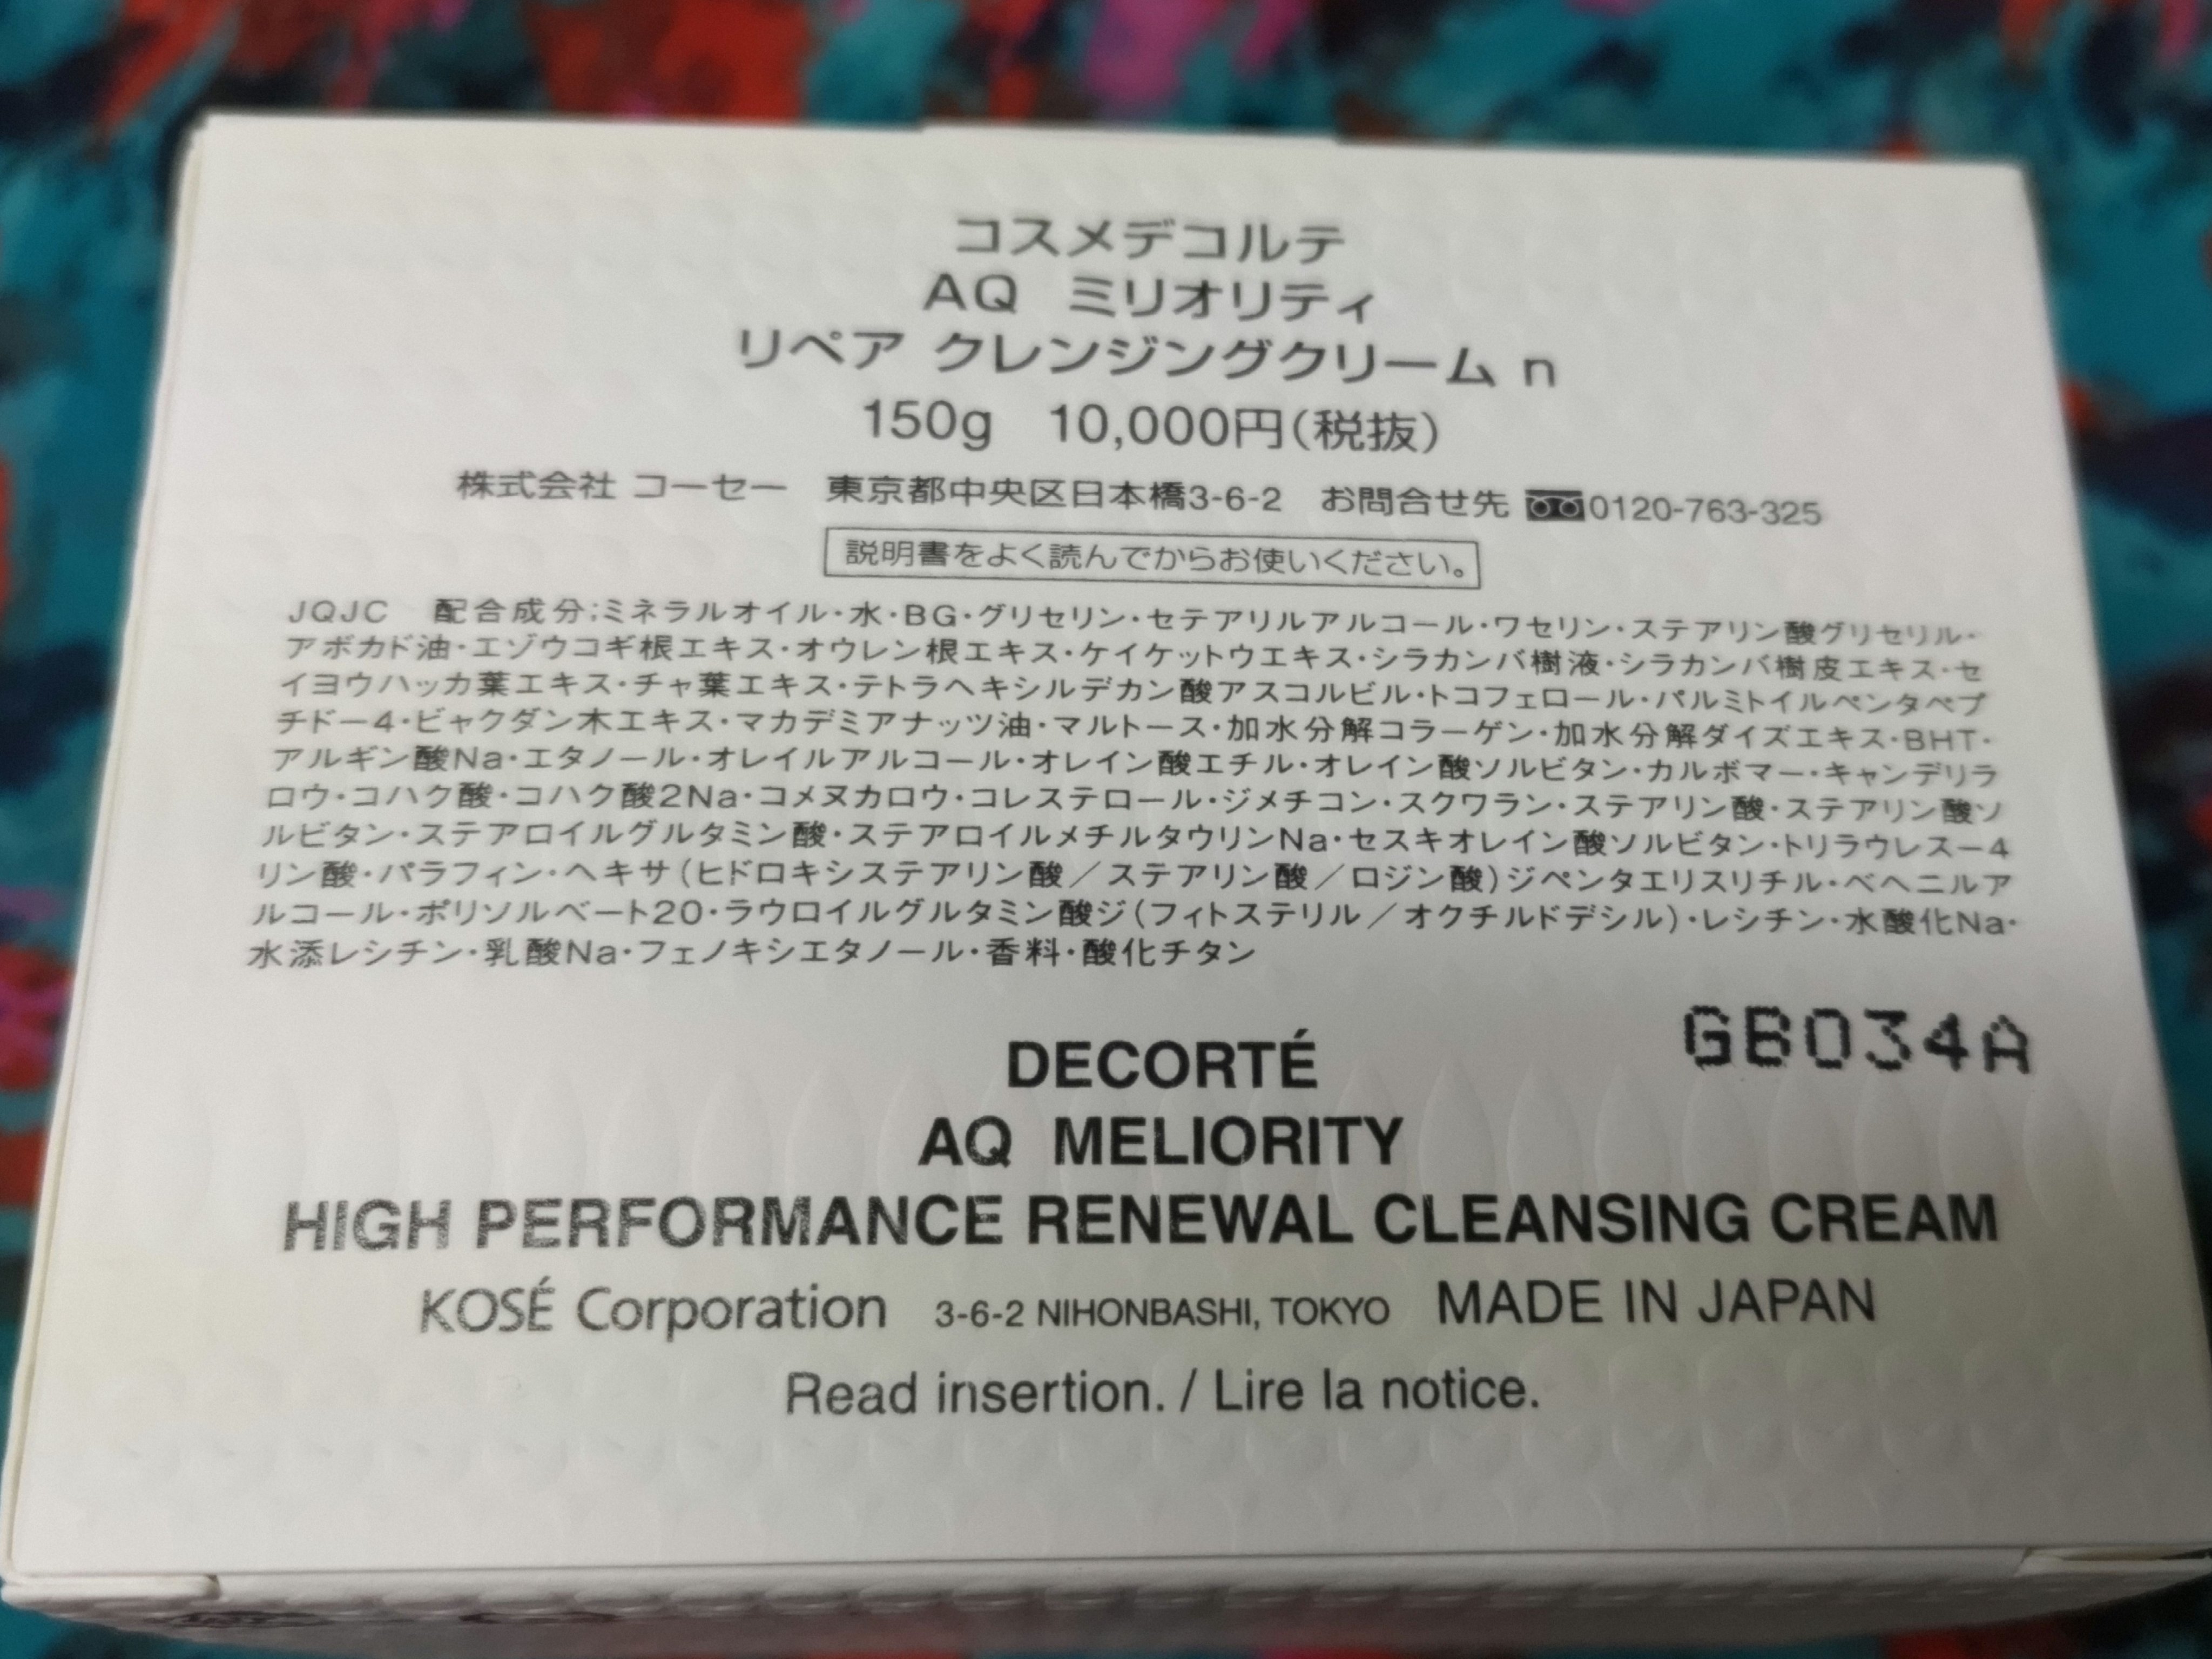 コスメデコルテ
AQ ミリオリティ
リペア クレンジングクリーム n
150g 10,000円(税抜)
株式会社 コーセー 東京都中央区日本橋3-6-2 お問合せ先 0120-763-325
説明書をよく読んでからお使いください。
JQJC 配合成分;ミネラルオイル・水・BG・グリセリン・セテアリルアルコール・ワセリン・ステアリン酸グリセリル・
アボカド油・エゾウコギ根エキス・オウレン根エキス・ケイケットウエキス・シラカンバ樹液・シラカンバ樹皮エキス・セ
イヨウハッカ葉エキス・チャ葉エキス・テトラヘキシルデカン酸アスコルビル・トコフェロール・パルミトイルペンタペプ
チドー4・ビャクダン木エキス・マカデミアナッツ油・マルトース・加水分解コラーゲン・加水分解ダイズエキス・BHT・
アルギン酸Na・エタノール・オレイルアルコール・オレイン酸エチル・オレイン酸ソルビタン・カルボマー・キャンデリラ
ロウ・コハク酸・コハク酸2Na・コメヌカロウ・コレステロール・ジメチコン・スクワラン・ステアリン酸・ステアリン酸ソ
ルビタン・ステアロイルグルタミン酸・ステアロイルメチルタウリンNa・セスキオレイン酸ソルビタン・トリラウレスー4
リン酸・パラフィン・ヘキサ(ヒドロキシステアリン酸/ステアリン酸/ロジン酸)ジペンタエリスリチル・ベヘニルア
ルコール・ポリソルベート20・ラウロイルグルタミン酸ジ(フィトステリル/オクチルドデシル)・レシチン・水酸化Na・
水添レシチン・乳酸Na・フェノキシエタノール・香料・酸化チタン
GB034A
DECORTÉ
AQ MELIORITY
HIGH PERFORMANCE RENEWAL CLEANSING CREAM
KOSÉ Corporation 3-6-2 NIHONBASHI, TOKYO MADE IN JAPAN
Read insertion. / Lire la notice.